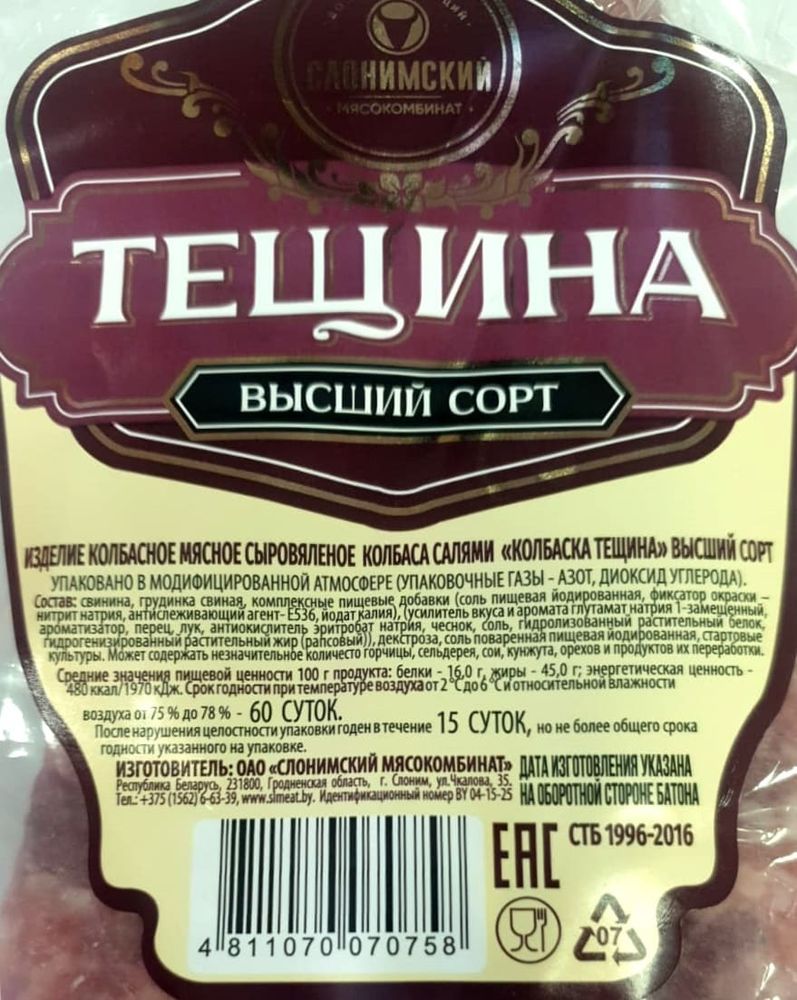 СЛОНИМСКИЙ
МЯСОКОМБИНАТ
ТЕЩИНА
ВЫСШИЙ СОРТ
ИЗДЕЛИЕ КОЛБАСНОЕ МЯСНОЕ СЫРОВЯЛЕНОЕ КОЛБАСА САЛЯМИ «КОЛБАСКА ТЕЩИНА» ВЫСШИЙ СОРТ
УПАКОВАНО В МОДИФИЦИРОВАННОЙ АТМОСФЕРЕ (УПАКОВОЧНЫЕ ГАЗЫ - АЗОТ, ДИОКСИД УГЛЕРОДА).
Состав: свинина, грудинка свиная, комплексные пищевые добавки (соль пищевая йодированная, фиксатор окраски –
нитрит натрия, антислеживающий агент- Е536, йодат калия), (усилитель вкуса и аромата глутамат натрия 1-замещенный,
ароматизатор, перец, лук, антиокислитель эритробат натрия, чеснок, соль, гидролизованный растительный белок,
гидрогенизированный растительный жир (рапсовый)), декстроза, соль поваренная пищевая йодированная, стартовые
культуры. Может содержать незначительное количесто горчицы, сельдерея, сои, кунжута, орехов и продуктов их переработки.
Средние значения пищевой ценности 100 г продукта: белки - 16,0 г, жиры - 45,0 г; энергетическая ценность -
480 ккал/1970 кДж. Срок годности при температуре воздуха от 2 °С до 6 °С и относительной влажности
воздуха от 75 % до 78 % - 60 СУТОК.
После нарушения целостности упаковки годен в течение 15 СУТОК, но не более общего срока
годности указанного на упаковке.
ИЗГОТОВИТЕЛЬ: ОАО «СЛОНИМСКИЙ МЯСОКОМБИНАТ»
Республика Беларусь, 231800, Гродненская область, г. Слоним, ул.Чкалова, 35.
Тел.: +375 (1562) 6-63-39, www.slmeat.by. Идентификационный номер BY 04-15-25
ДАТА ИЗГОТОВЛЕНИЯ УКАЗАНА
НА ОБОРОТНОЙ СТОРОНЕ БАТОНА
ЕАС СТБ 1996-2016
4 811070 070758
07